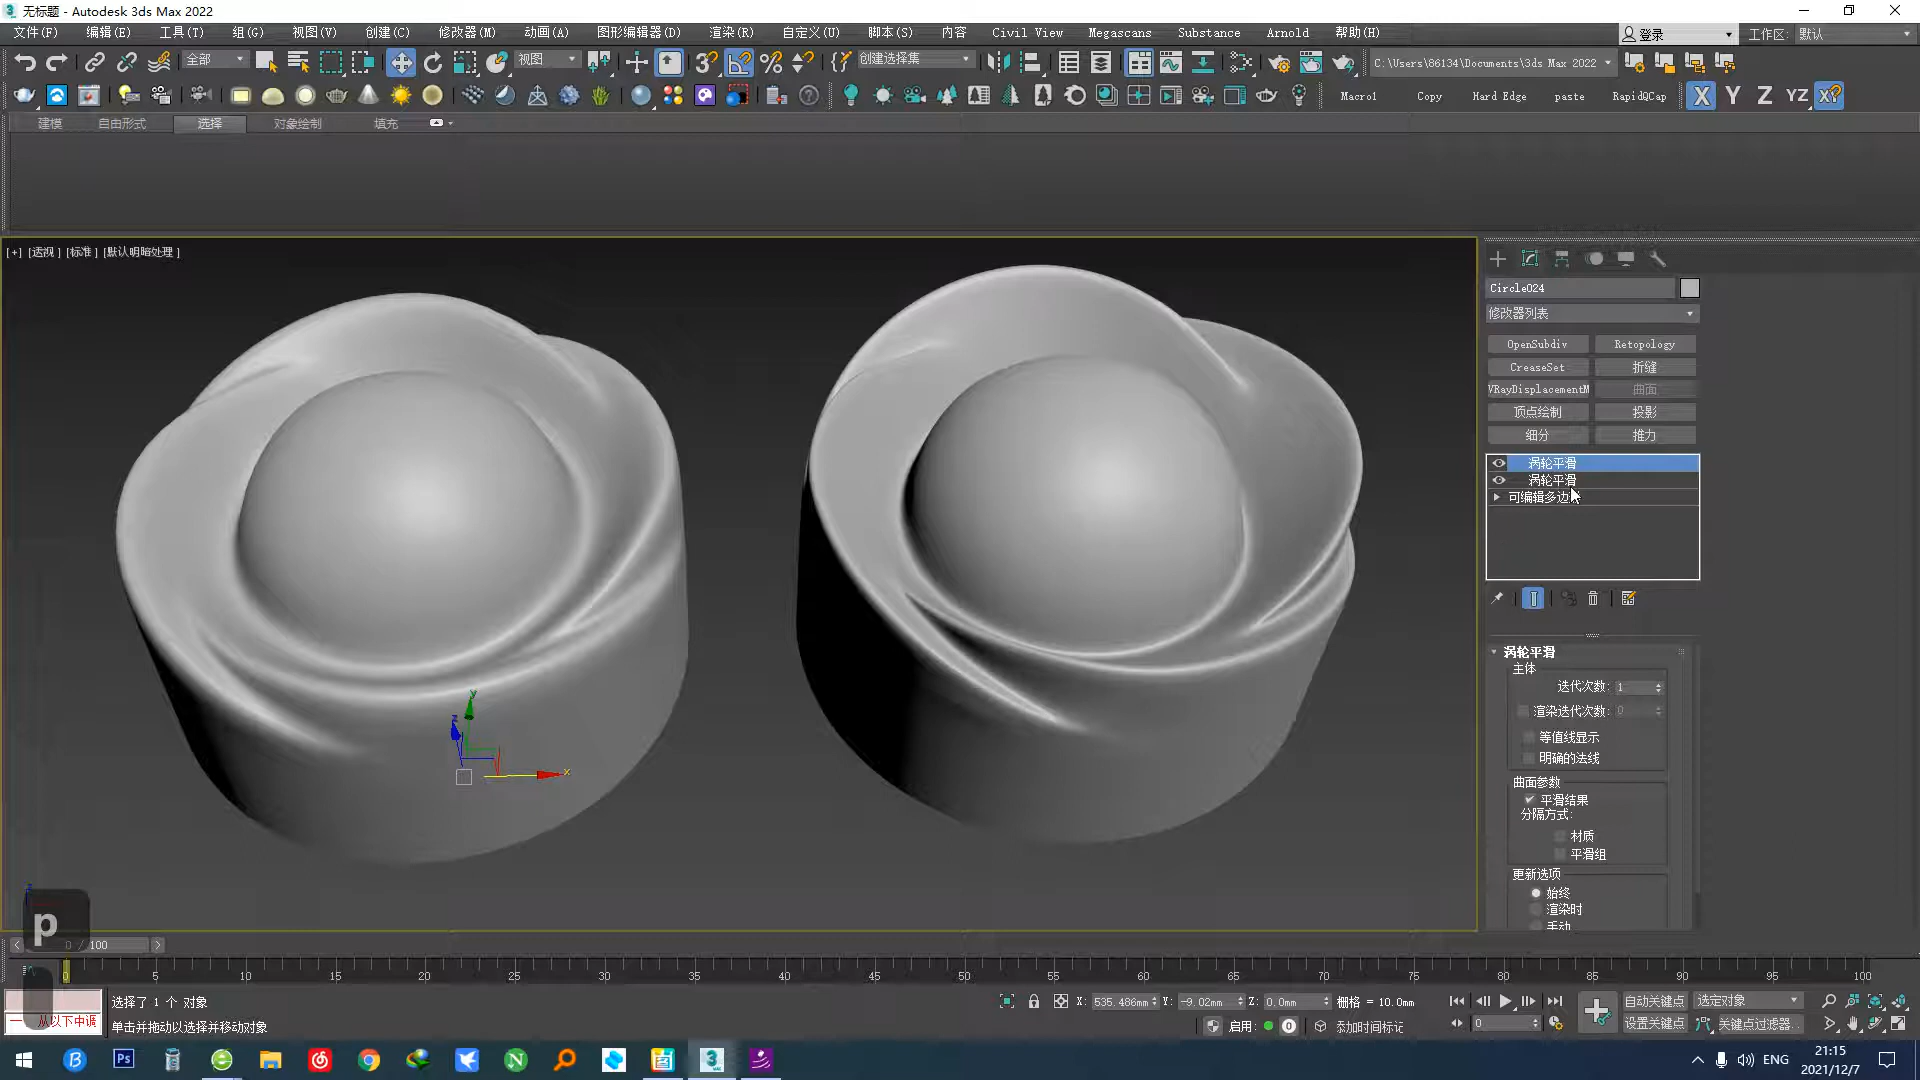 无标题 - Autodesk 3ds Max 2022
文件(F) 编辑(E) 工具(T) 组(G) 视图(V) 创建(C) 修改器(M) 动画(A) 图形编辑器(D) 渲染(R) 自定义(U) 脚本(S) 内容 Civil View Megascans Substance Arnold 帮助(H) 登录 工作区: 默认
全部 视图 创建选择集 C:\Users\86134\Documents\3ds Max 2022
Macro1 Copy Hard Edge paste RapidQCap X Y Z YZ XY
建模 自由形式 选择 对象绘制 填充
[+] [透视] [标准] [默认明暗处理]
Circle024
修改器列表
OpenSubdiv Retopology
CreaseSet 折缝
VRayDisplacementM 曲面
顶点绘制 投影
细分 推力
涡轮平滑
涡轮平滑
可编辑多边
涡轮平滑
主体
迭代次数: 1
渲染迭代次数: 0
等值线显示
明确的法线
曲面参数
平滑结果
分隔方式:
材质
平滑组
更新选项
始终
渲染时
手动
y
z
x
p
0 / 100
0 5 10 15 20 25 30 35 40 45 50 55 60 65 70 75 80 85 90 95 100
选择了 1 个 对象
X: 535.486mm Y: -9.02mm Z: 0.0mm 栅格 = 10.0mm
自动关键点 选定对象
从以下中调
单击并拖动以选择并移动对象
启用: 0 添加时间标记
0
设置关键点 关键点过滤器...
Ps
N
3
ENG
21:15
2021/12/7